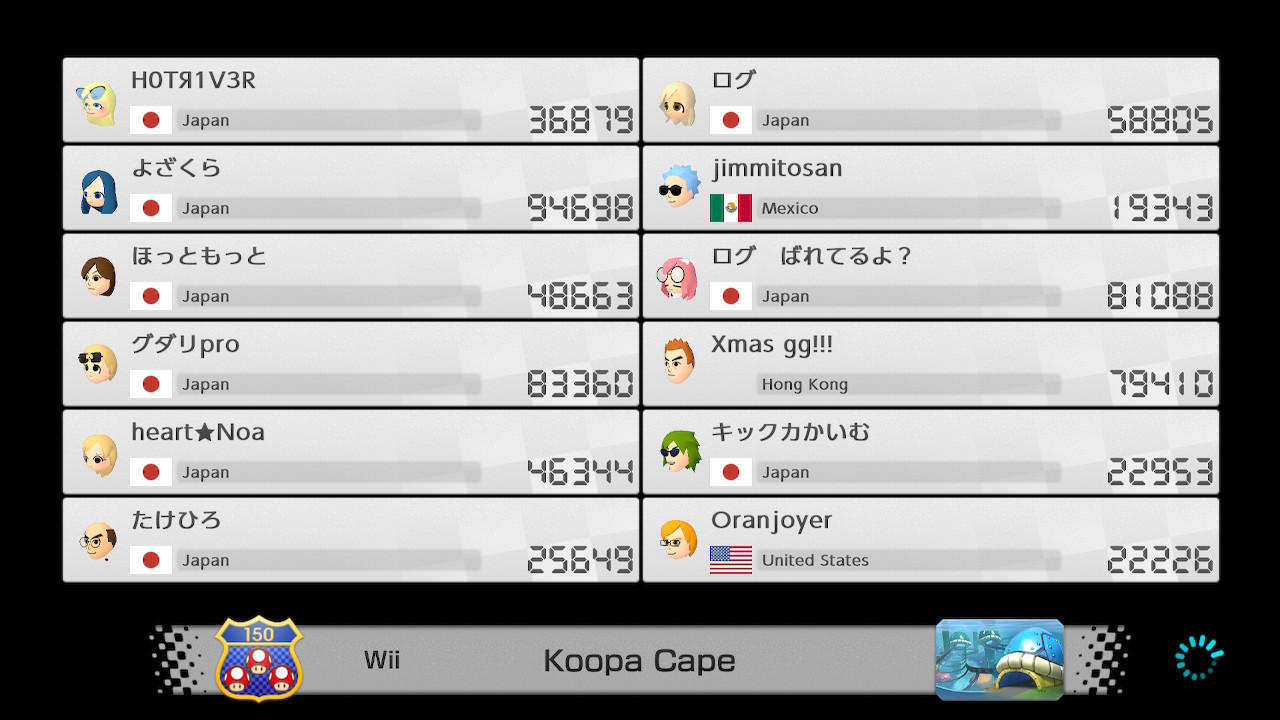 HOTЯ1V3R
Japan
36879
ログ
Japan
58805
よざくら
Japan
94698
jimmitosan
Mexico
19343
ほっともっと
Japan
48663
ログ　ばれてるよ？
Japan
81088
グダリpro
Japan
83360
Xmas gg!!!
Hong Kong
79410
heart★Noa
Japan
46344
キックカかいむ
Japan
22953
たけひろ
Japan
25649
Oranjoyer
United States
22226
150
Wii
Koopa Cape